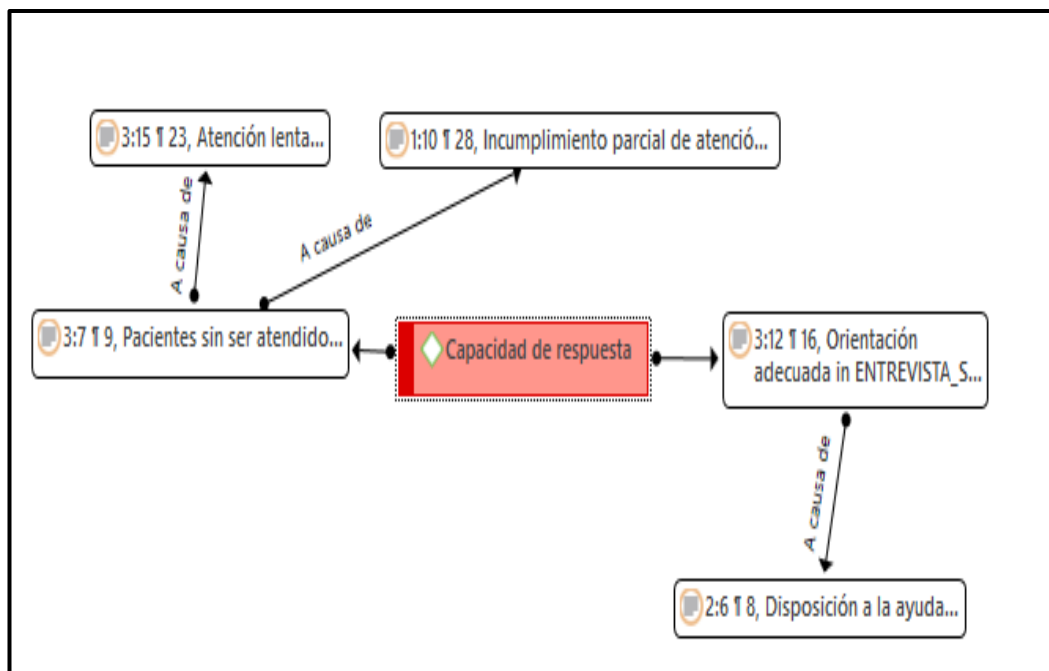 3:15 ¶ 23, Atención lenta...
1:10 ¶ 28, Incumplimiento parcial de atenció...
A causa de
A causa de
3:7 ¶ 9, Pacientes sin ser atendido...
Capacidad de respuesta
3:12 ¶ 16, Orientación
adecuada in ENTREVISTA_S...
A causa de
2:6 ¶ 8, Disposición a la ayuda...